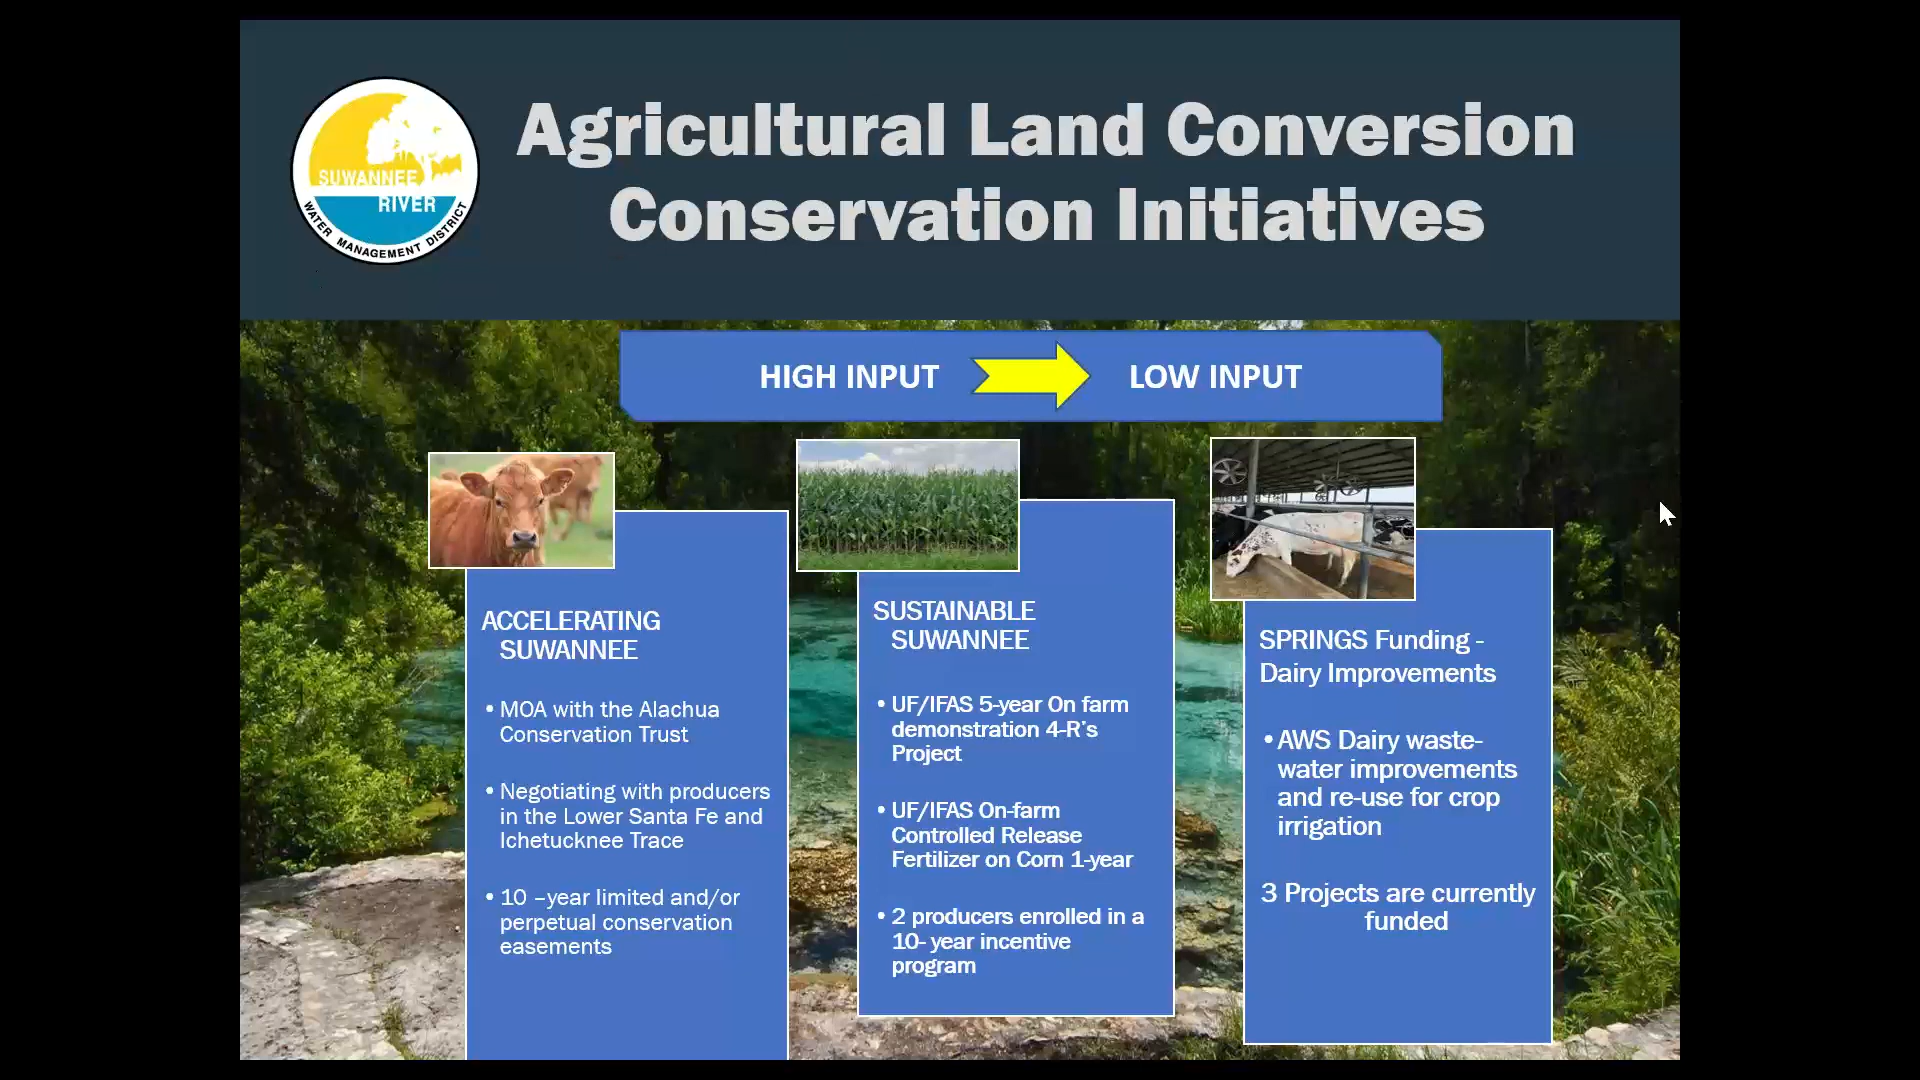 SUWANNEE
RIVER
WATER MANAGEMENT DISTRICT
Agricultural Land Conversion
Conservation Initiatives
HIGH INPUT
LOW INPUT
ACCELERATING
SUWANNEE
• MOA with the Alachua
Conservation Trust
• Negotiating with producers
in the Lower Santa Fe and
Ichetucknee Trace
• 10 –year limited and/or
perpetual conservation
easements
SUSTAINABLE
SUWANNEE
• UF/IFAS 5-year On farm
demonstration 4-R's
Project
• UF/IFAS On-farm
Controlled Release
Fertilizer on Corn 1-year
• 2 producers enrolled in a
10- year incentive
program
SPRINGS Funding -
Dairy Improvements
• AWS Dairy waste-
water improvements
and re-use for crop
irrigation
3 Projects are currently
funded